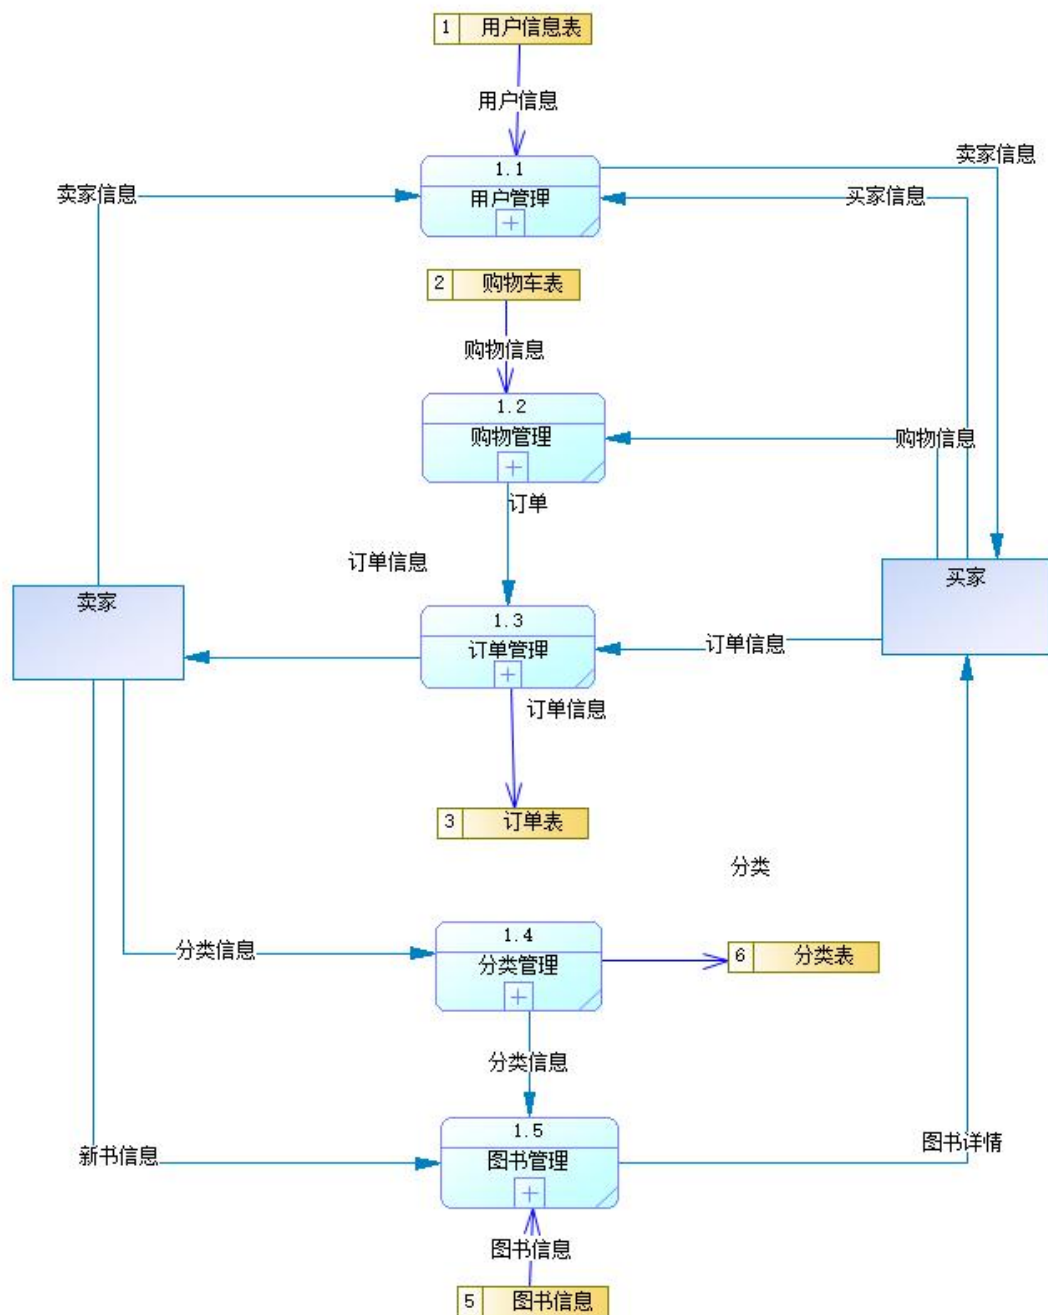 1 用户信息表
用户信息
卖家信息
1.1
卖家信息
买家信息
用户管理
2 购物车表
购物信息
1.2
购物管理
购物信息
订单
订单信息
买家
卖家
1.3
订单管理
订单信息
订单信息
3 订单表
分类
1.4
分类信息
分类管理
6 分类表
分类信息
1.5
新书信息
图书管理
图书详情
图书信息
5 图书信息